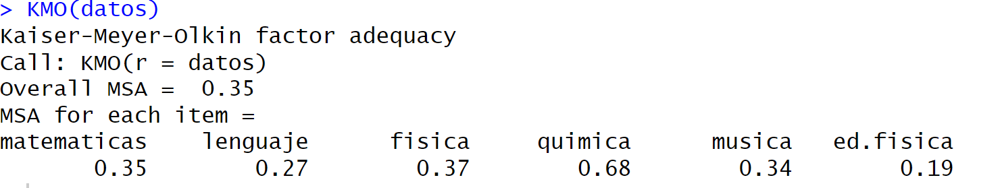 > KMO(datos)
Kaiser-Meyer-Olkin factor adequacy
Call: KMO(r = datos)
Overall MSA =  0.35
MSA for each item =
matematicas    lenguaje      fisica     quimica      musica   ed.fisica
       0.35        0.27        0.37        0.68        0.34        0.19